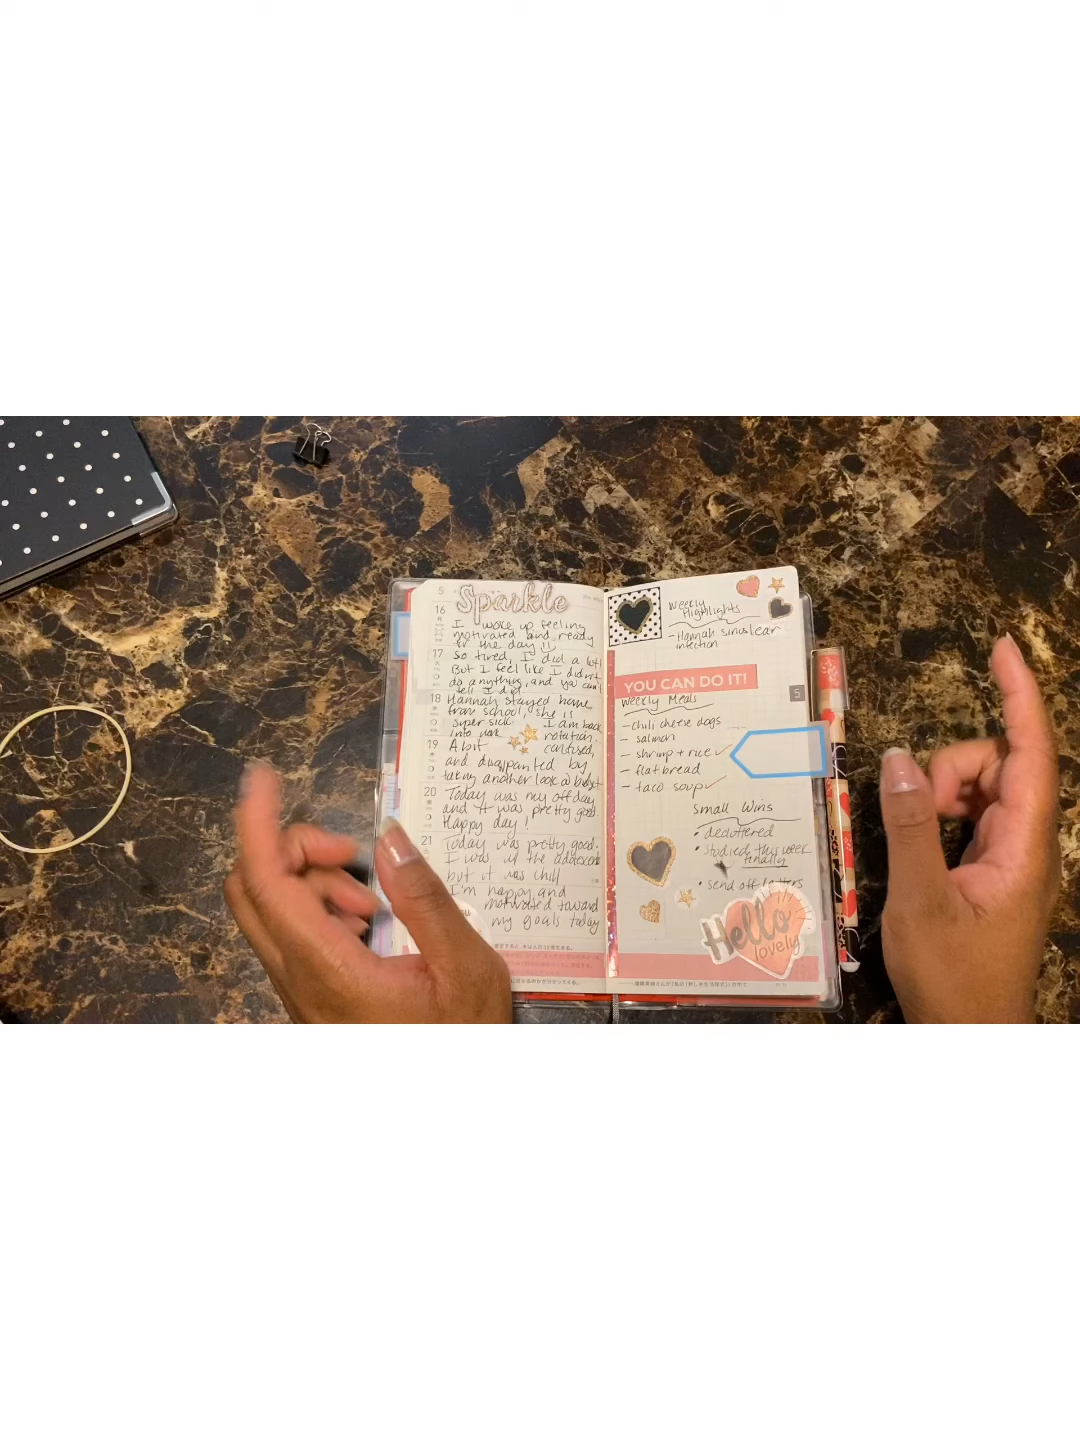 5
Sparkle
16
I woke up feeling
motivated and ready
for the day
17
So tired, I did a lot!
But I feel like I didn't
do anything, and you can't
tell I did.
18
Hannah stayed home
from school, she is
super sick.
I am back
into work rotation.
19
A bit confused,
and disappointed by
taking another look @ budget
20
Today was my off day
and it was pretty good.
Happy day!
21
Today was pretty good.
I was w/ the adolescent
but it was chill
I'm happy and
motivated toward
my goals today
Weekly
Highlights
- Hannah sinus + ear
infection
YOU CAN DO IT!
5
Weekly Meals
- chili cheese dogs
- salmon
- shrimp + rice ✓
- flatbread
- taco soup ✓
Small Wins
• decluttered
• Studied this week
finally
• Send off letters
Hello
lovely